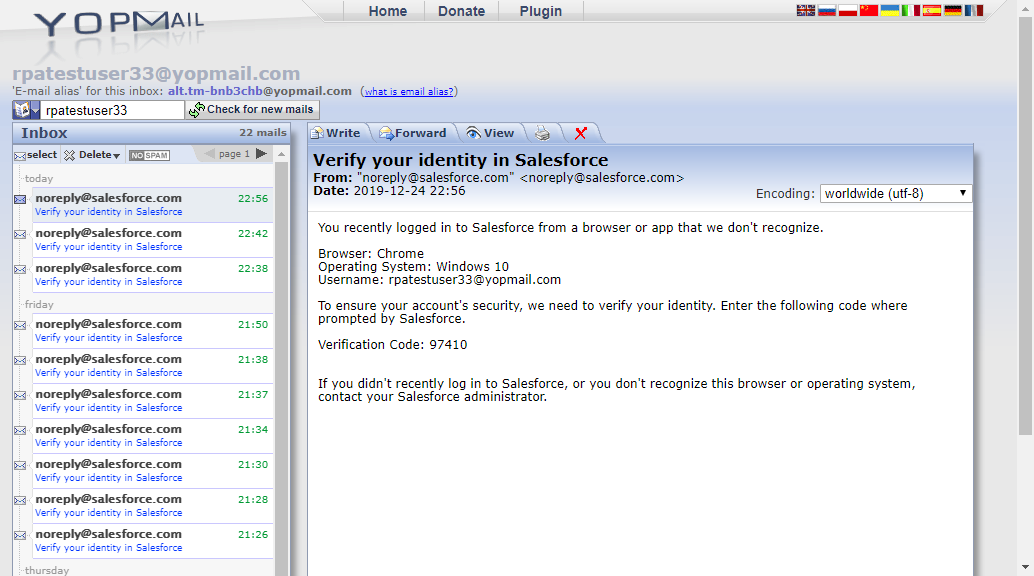 YOPMAIL
Home
Donate
Plugin
rpatestuser33@yopmail.com
'E-mail alias' for this inbox: alt.tm-bnb3chb@yopmail.com (what is email alias?)
rpatestuser33
Check for new mails
Inbox
22 mails
select
Delete
NO SPAM
page 1
today
noreply@salesforce.com 22:56
Verify your identity in Salesforce
noreply@salesforce.com 22:42
Verify your identity in Salesforce
noreply@salesforce.com 22:38
Verify your identity in Salesforce
friday
noreply@salesforce.com 21:50
Verify your identity in Salesforce
noreply@salesforce.com 21:38
Verify your identity in Salesforce
noreply@salesforce.com 21:37
Verify your identity in Salesforce
noreply@salesforce.com 21:34
Verify your identity in Salesforce
noreply@salesforce.com 21:30
Verify your identity in Salesforce
noreply@salesforce.com 21:28
Verify your identity in Salesforce
noreply@salesforce.com 21:26
Verify your identity in Salesforce
thursday
Write
Forward
View
Verify your identity in Salesforce
From: "noreply@salesforce.com" <noreply@salesforce.com>
Date: 2019-12-24 22:56
Encoding: worldwide (utf-8)
You recently logged in to Salesforce from a browser or app that we don't recognize.
Browser: Chrome
Operating System: Windows 10
Username: rpatestuser33@yopmail.com
To ensure your account's security, we need to verify your identity. Enter the following code where
prompted by Salesforce.
Verification Code: 97410
If you didn't recently log in to Salesforce, or you don't recognize this browser or operating system,
contact your Salesforce administrator.